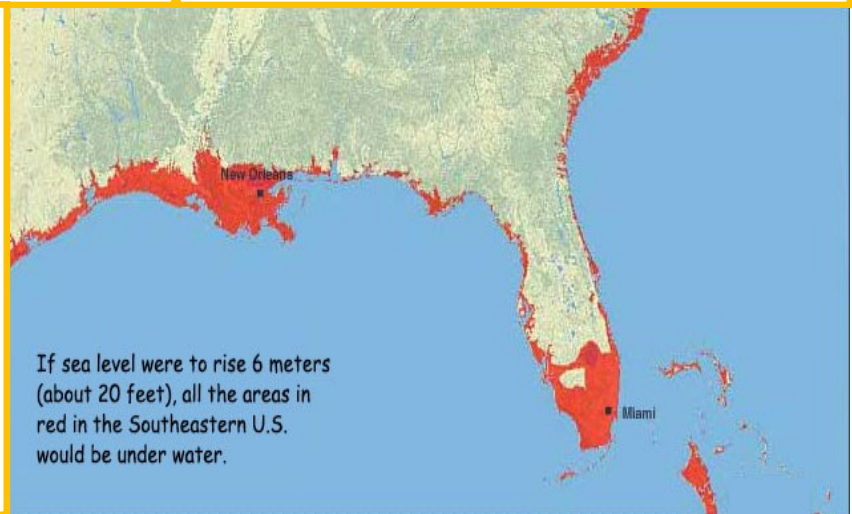 New Orleans
If sea level were to rise 6 meters
(about 20 feet), all the areas in
red in the Southeastern U.S.
would be under water.
Miami